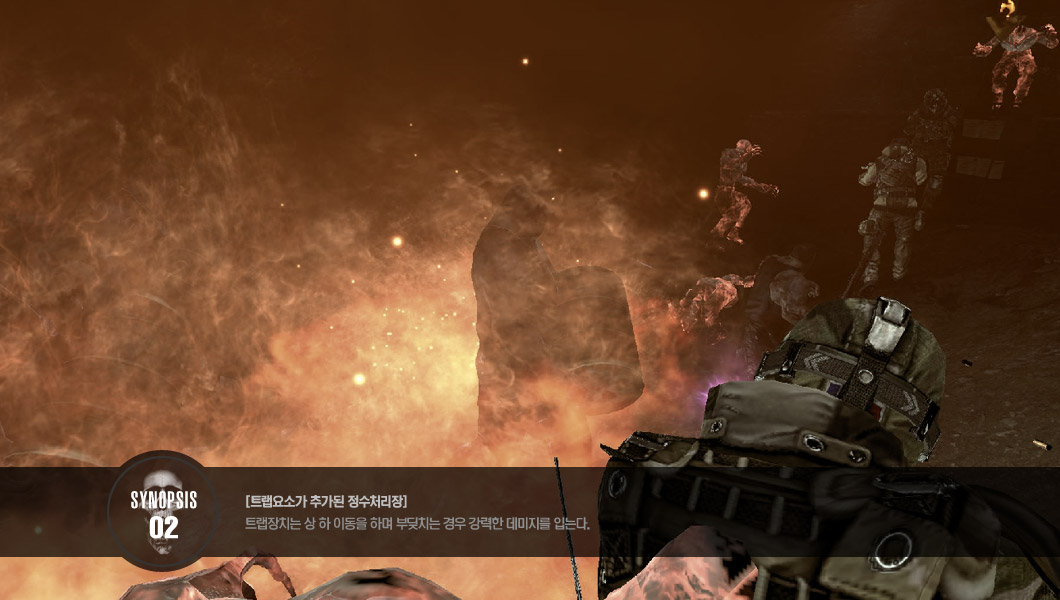 SYNOPSIS
02
[트랩요소가 추가된 정수처리장]
트랩장치는 상 하 이동을 하며 부딪치는 경우 강력한 데미지를 입는다.